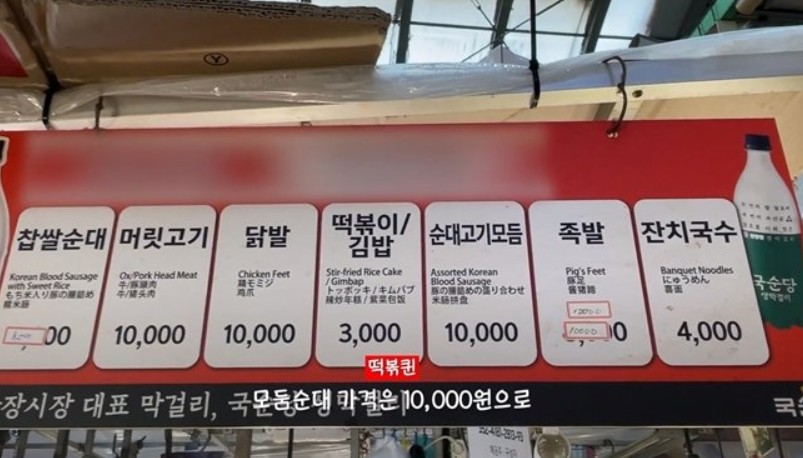 찹쌀순대
Korean Blood Sausage
with Sweet Rice
もち米入り豚の腸詰め
糯米肠
00
머릿고기
Ox/Pork Head Meat
牛/豚頭肉
牛/猪头肉
10,000
닭발
Chicken Feet
鶏モミジ
鸡爪
10,000
떡볶이/
김밥
Stir-fried Rice Cake
/ Gimbap
トッポッキ / キムパプ
辣炒年糕 / 紫菜包饭
3,000
순대고기모듬
Assorted Korean
Blood Sausage
豚の腸詰めの盛り合わせ
米肠拼盘
10,000
족발
Pig's Feet
豚足
酱猪蹄
10000
잔치국수
Banquet Noodles
にゅうめん
喜面
4,000
국순당
떡볶퀸
장시장 대표 막걸리, 국순당
모둠순대 가격은 10,000원으로
국순